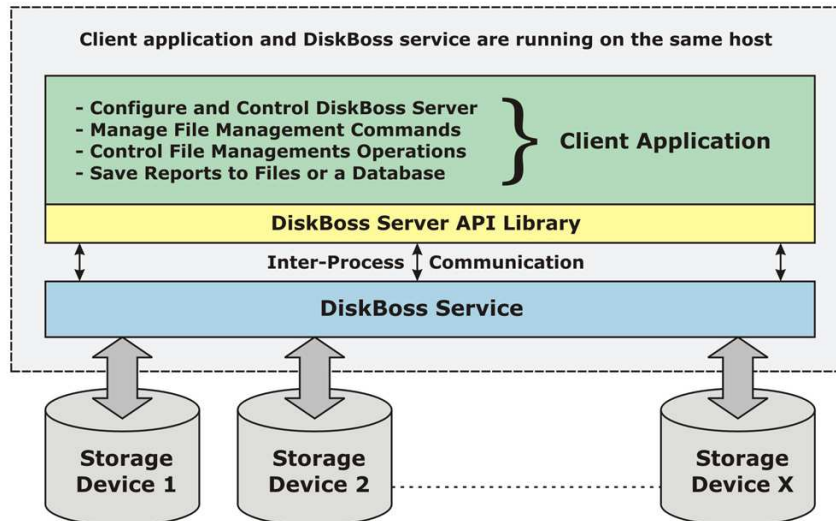 Client application and DiskBoss service are running on the same host
- Configure and Control DiskBoss Server
- Manage File Management Commands
- Control File Managements Operations
- Save Reports to Files or a Database
Client Application
DiskBoss Server API Library
Inter-Process Communication
DiskBoss Service
Storage
Device 1
Storage
Device 2
Storage
Device X